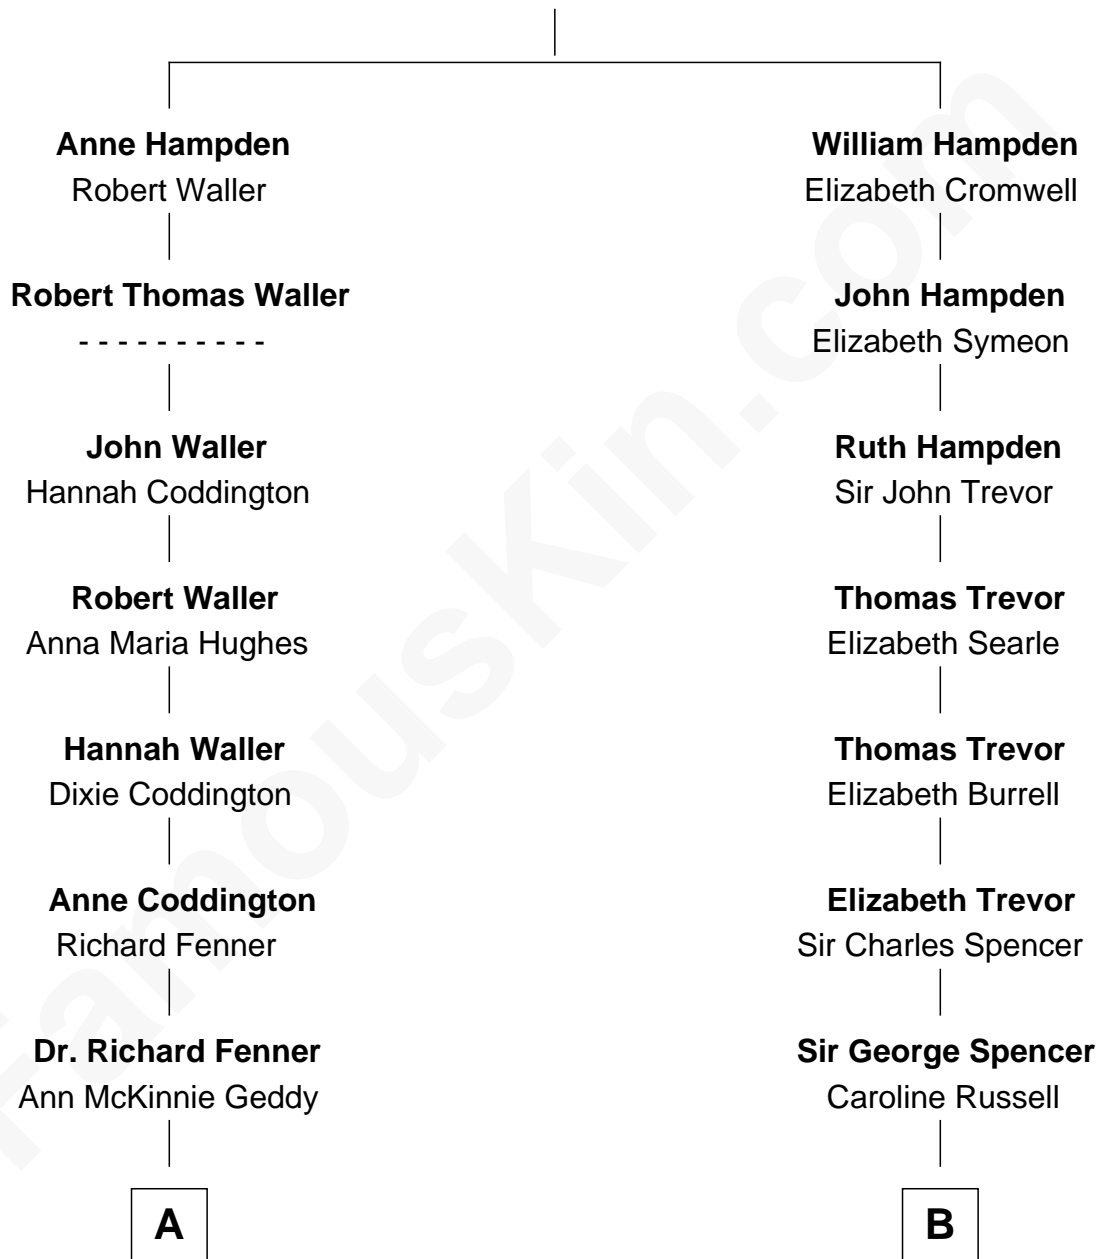 Anne Hampden
Robert Waller
Robert Thomas Waller
- - - - - - - - - -
John Waller
Hannah Coddington
Robert Waller
Anna Maria Hughes
Hannah Waller
Dixie Coddington
Anne Coddington
Richard Fenner
Dr. Richard Fenner
Ann McKinnie Geddy
A
William Hampden
Elizabeth Cromwell
John Hampden
Elizabeth Symeon
Ruth Hampden
Sir John Trevor
Thomas Trevor
Elizabeth Searle
Thomas Trevor
Elizabeth Burrell
Elizabeth Trevor
Sir Charles Spencer
Sir George Spencer
Caroline Russell
B
FamousKin.com